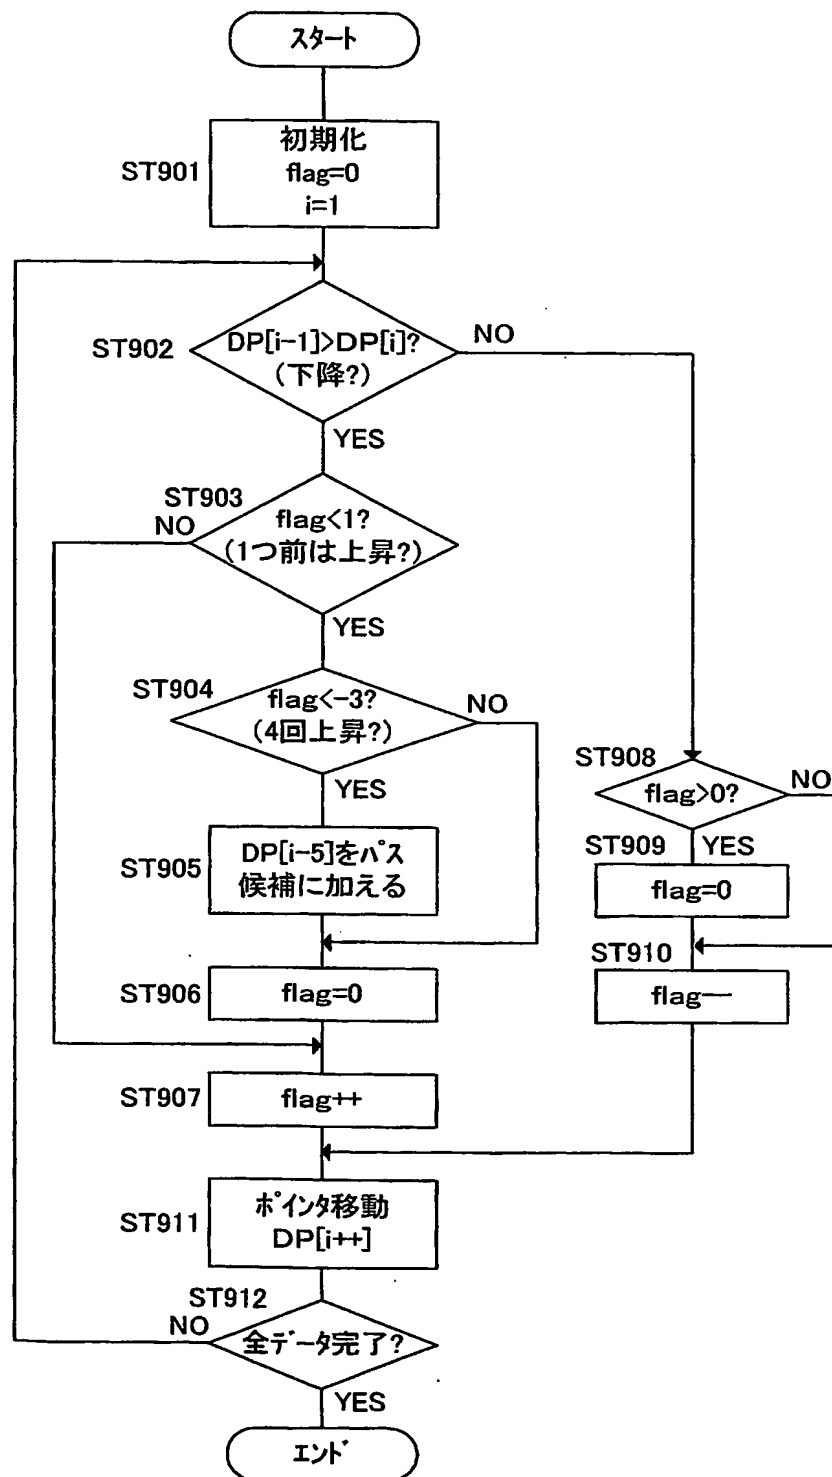 スタート
ST901
初期化
flag=0
i=1
ST902
DP[i-1]>DP[i]?
(下降?)
NO
YES
ST903
NO
flag<1?
(1つ前は上昇?)
YES
ST904
flag<-3?
(4回上昇?)
NO
YES
ST905
DP[i-5]をパス
候補に加える
ST906
flag=0
ST907
flag++
ST908
flag>0?
NO
ST909
YES
flag=0
ST910
flag--
ST911
ポインタ移動
DP[i++]
ST912
NO
全データ完了?
YES
エンド